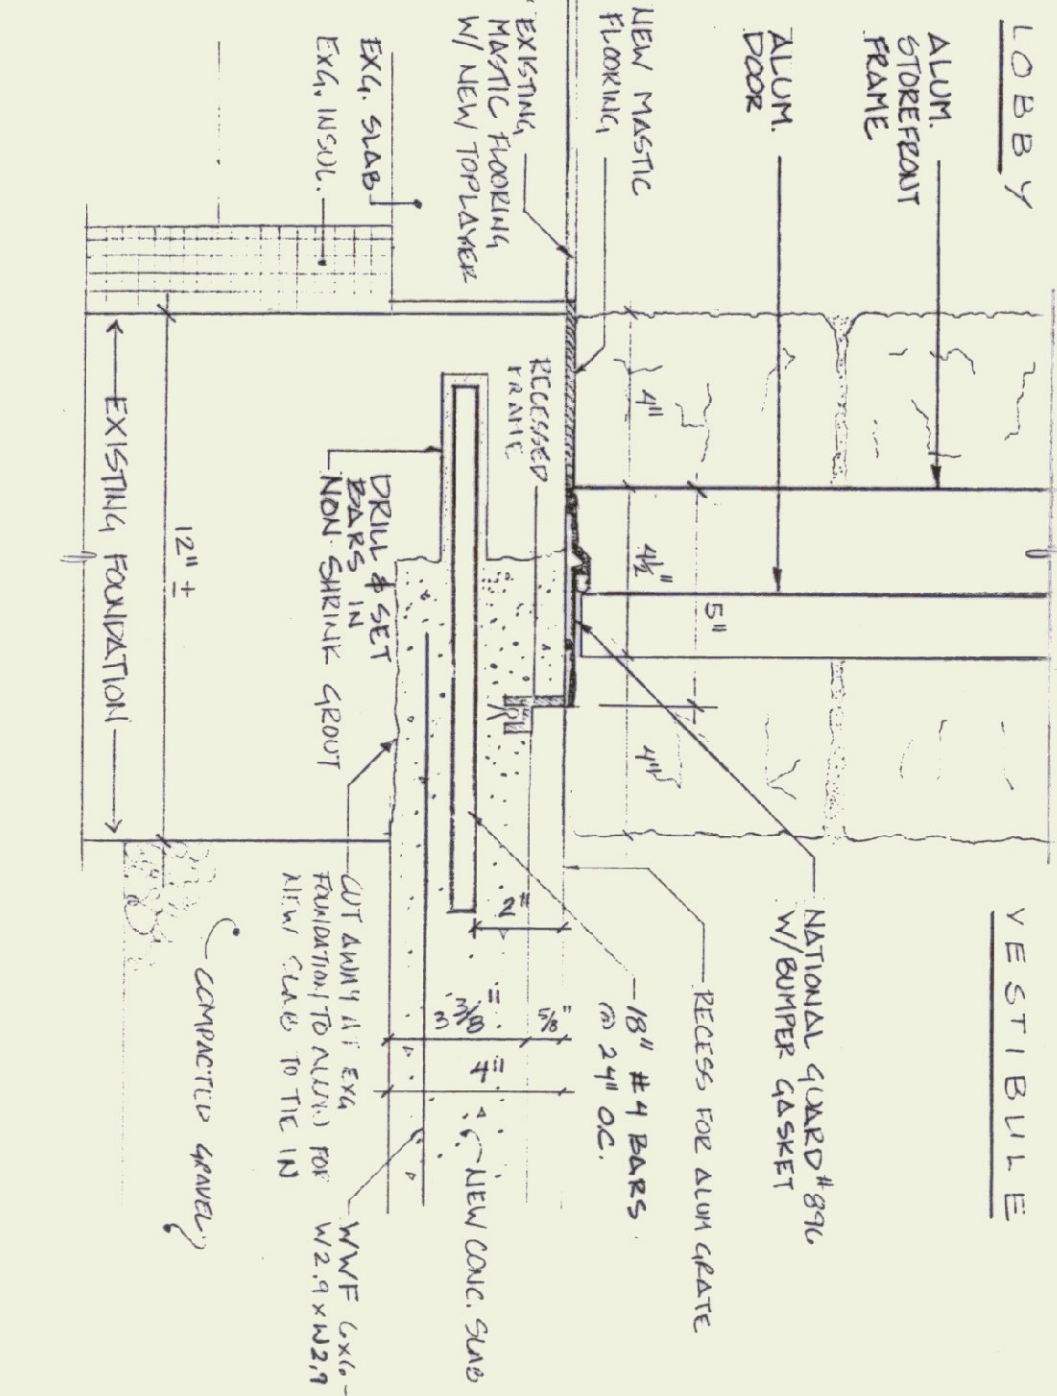 LOBBY
ALUM.
STOREFRONT
FRAME
ALUM.
DOOR
NEW MASTIC
FLOORING
EXISTING
MASTIC FLOORING
W/ NEW TOPLAYER
EXG. SLAB
EXG. INSUL.
4"
4½"
5"
4"
RECESSED
FRAME
DRILL & SET
BARS IN
NON SHRINK GROUT
12" ±
EXISTING FOUNDATION
VESTIBULE
NATIONAL GUARD #896
W/BUMPER GASKET
RECESS FOR ALUM GRATE
18" #4 BARS
@ 24" O.C.
2"
5/8"
3 3/8"
4"
NEW CONC. SLAB
WWF 6x6-
W2.9 x W2.9
CUT AWAY EXG
FOUNDATION TO ALLOW FOR
NEW SLAB TO TIE IN
COMPACTED GRAVEL